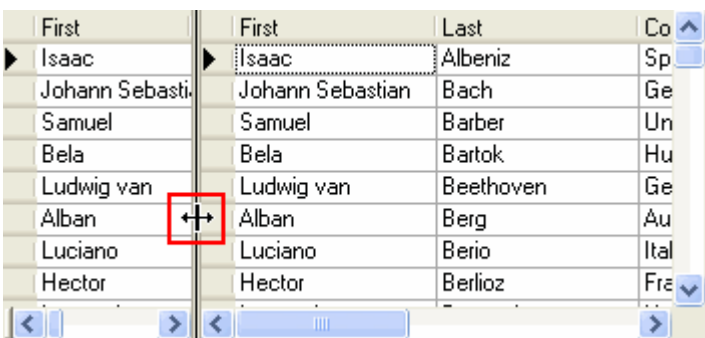 First First Last Co
Isaac Isaac Albeniz Sp
Johann Sebasti Johann Sebastian Bach Ge
Samuel Samuel Barber Un
Bela Bela Bartok Hu
Ludwig van Ludwig van Beethoven Ge
Alban Alban Berg Au
Luciano Luciano Berio Ital
Hector Hector Berlioz Fra